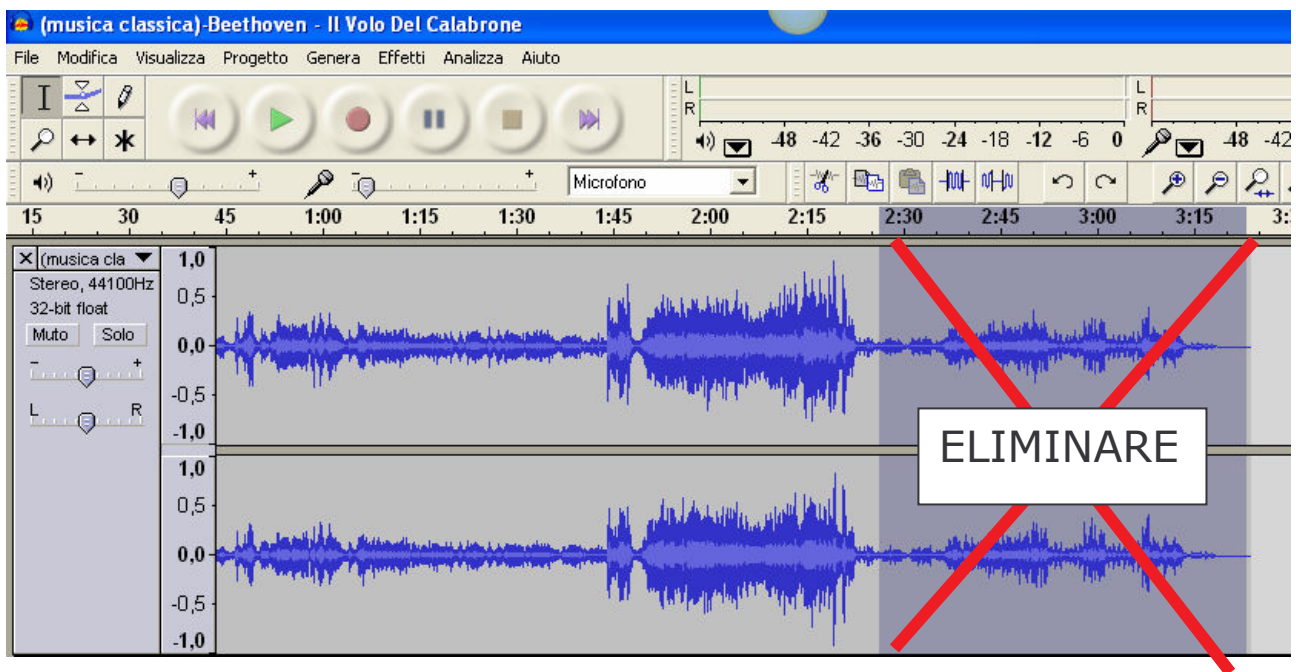 (musica classica)-Beethoven - Il Volo Del Calabrone
File Modifica Visualizza Progetto Genera Effetti Analizza Aiuto
L
R
-48 -42 -36 -30 -24 -18 -12 -6 0
L
R
-48 -42
- +
- +
Microfono
15 30 45 1:00 1:15 1:30 1:45 2:00 2:15 2:30 2:45 3:00 3:15
(musica cla
Stereo, 44100Hz
32-bit float
Muto Solo
- +
L R
1,0
0,5
0,0
-0,5
-1,0
1,0
0,5
0,0
-0,5
-1,0
ELIMINARE